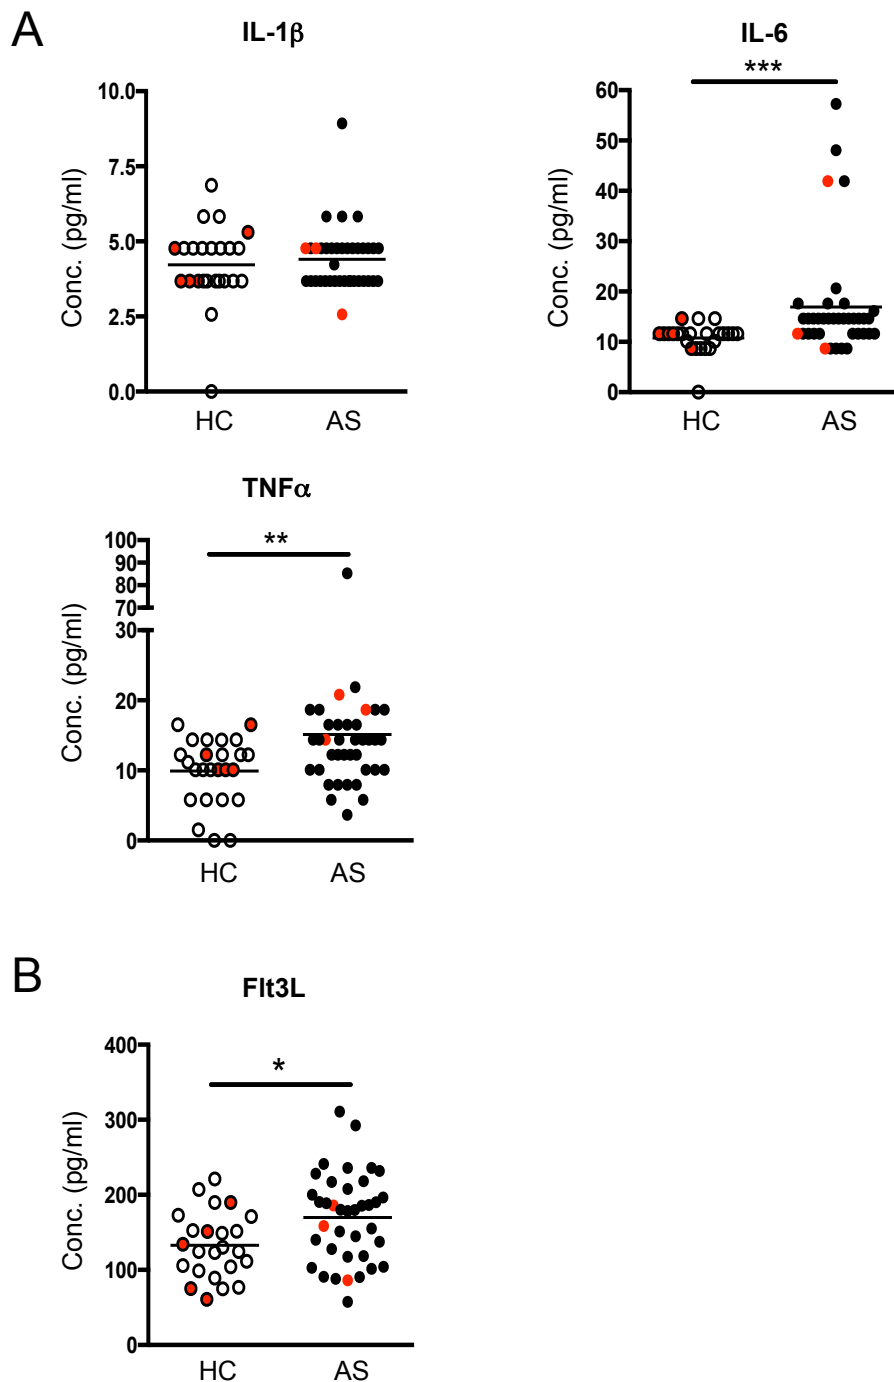 A
IL-1β
IL-6
10.0
7.5
5.0
2.5
0.0
Conc. (pg/ml)
HC
AS
***
60
50
40
30
20
10
0
Conc. (pg/ml)
HC
AS
TNFα
**
100
90
80
70
30
20
10
0
Conc. (pg/ml)
HC
AS
B
Flt3L
*
400
300
200
100
0
Conc. (pg/ml)
HC
AS